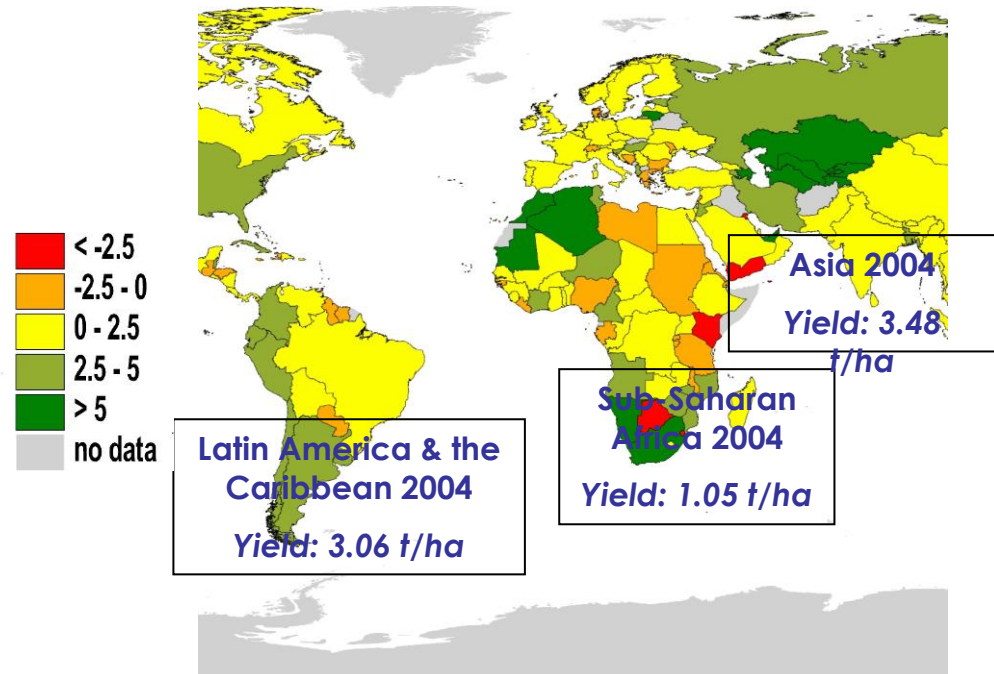 < -2.5
-2.5 - 0
0 - 2.5
2.5 - 5
> 5
no data
Asia 2004
Yield: 3.48
t/ha
Sub-Saharan
Africa 2004
Yield: 1.05 t/ha
Latin America & the
Caribbean 2004
Yield: 3.06 t/ha